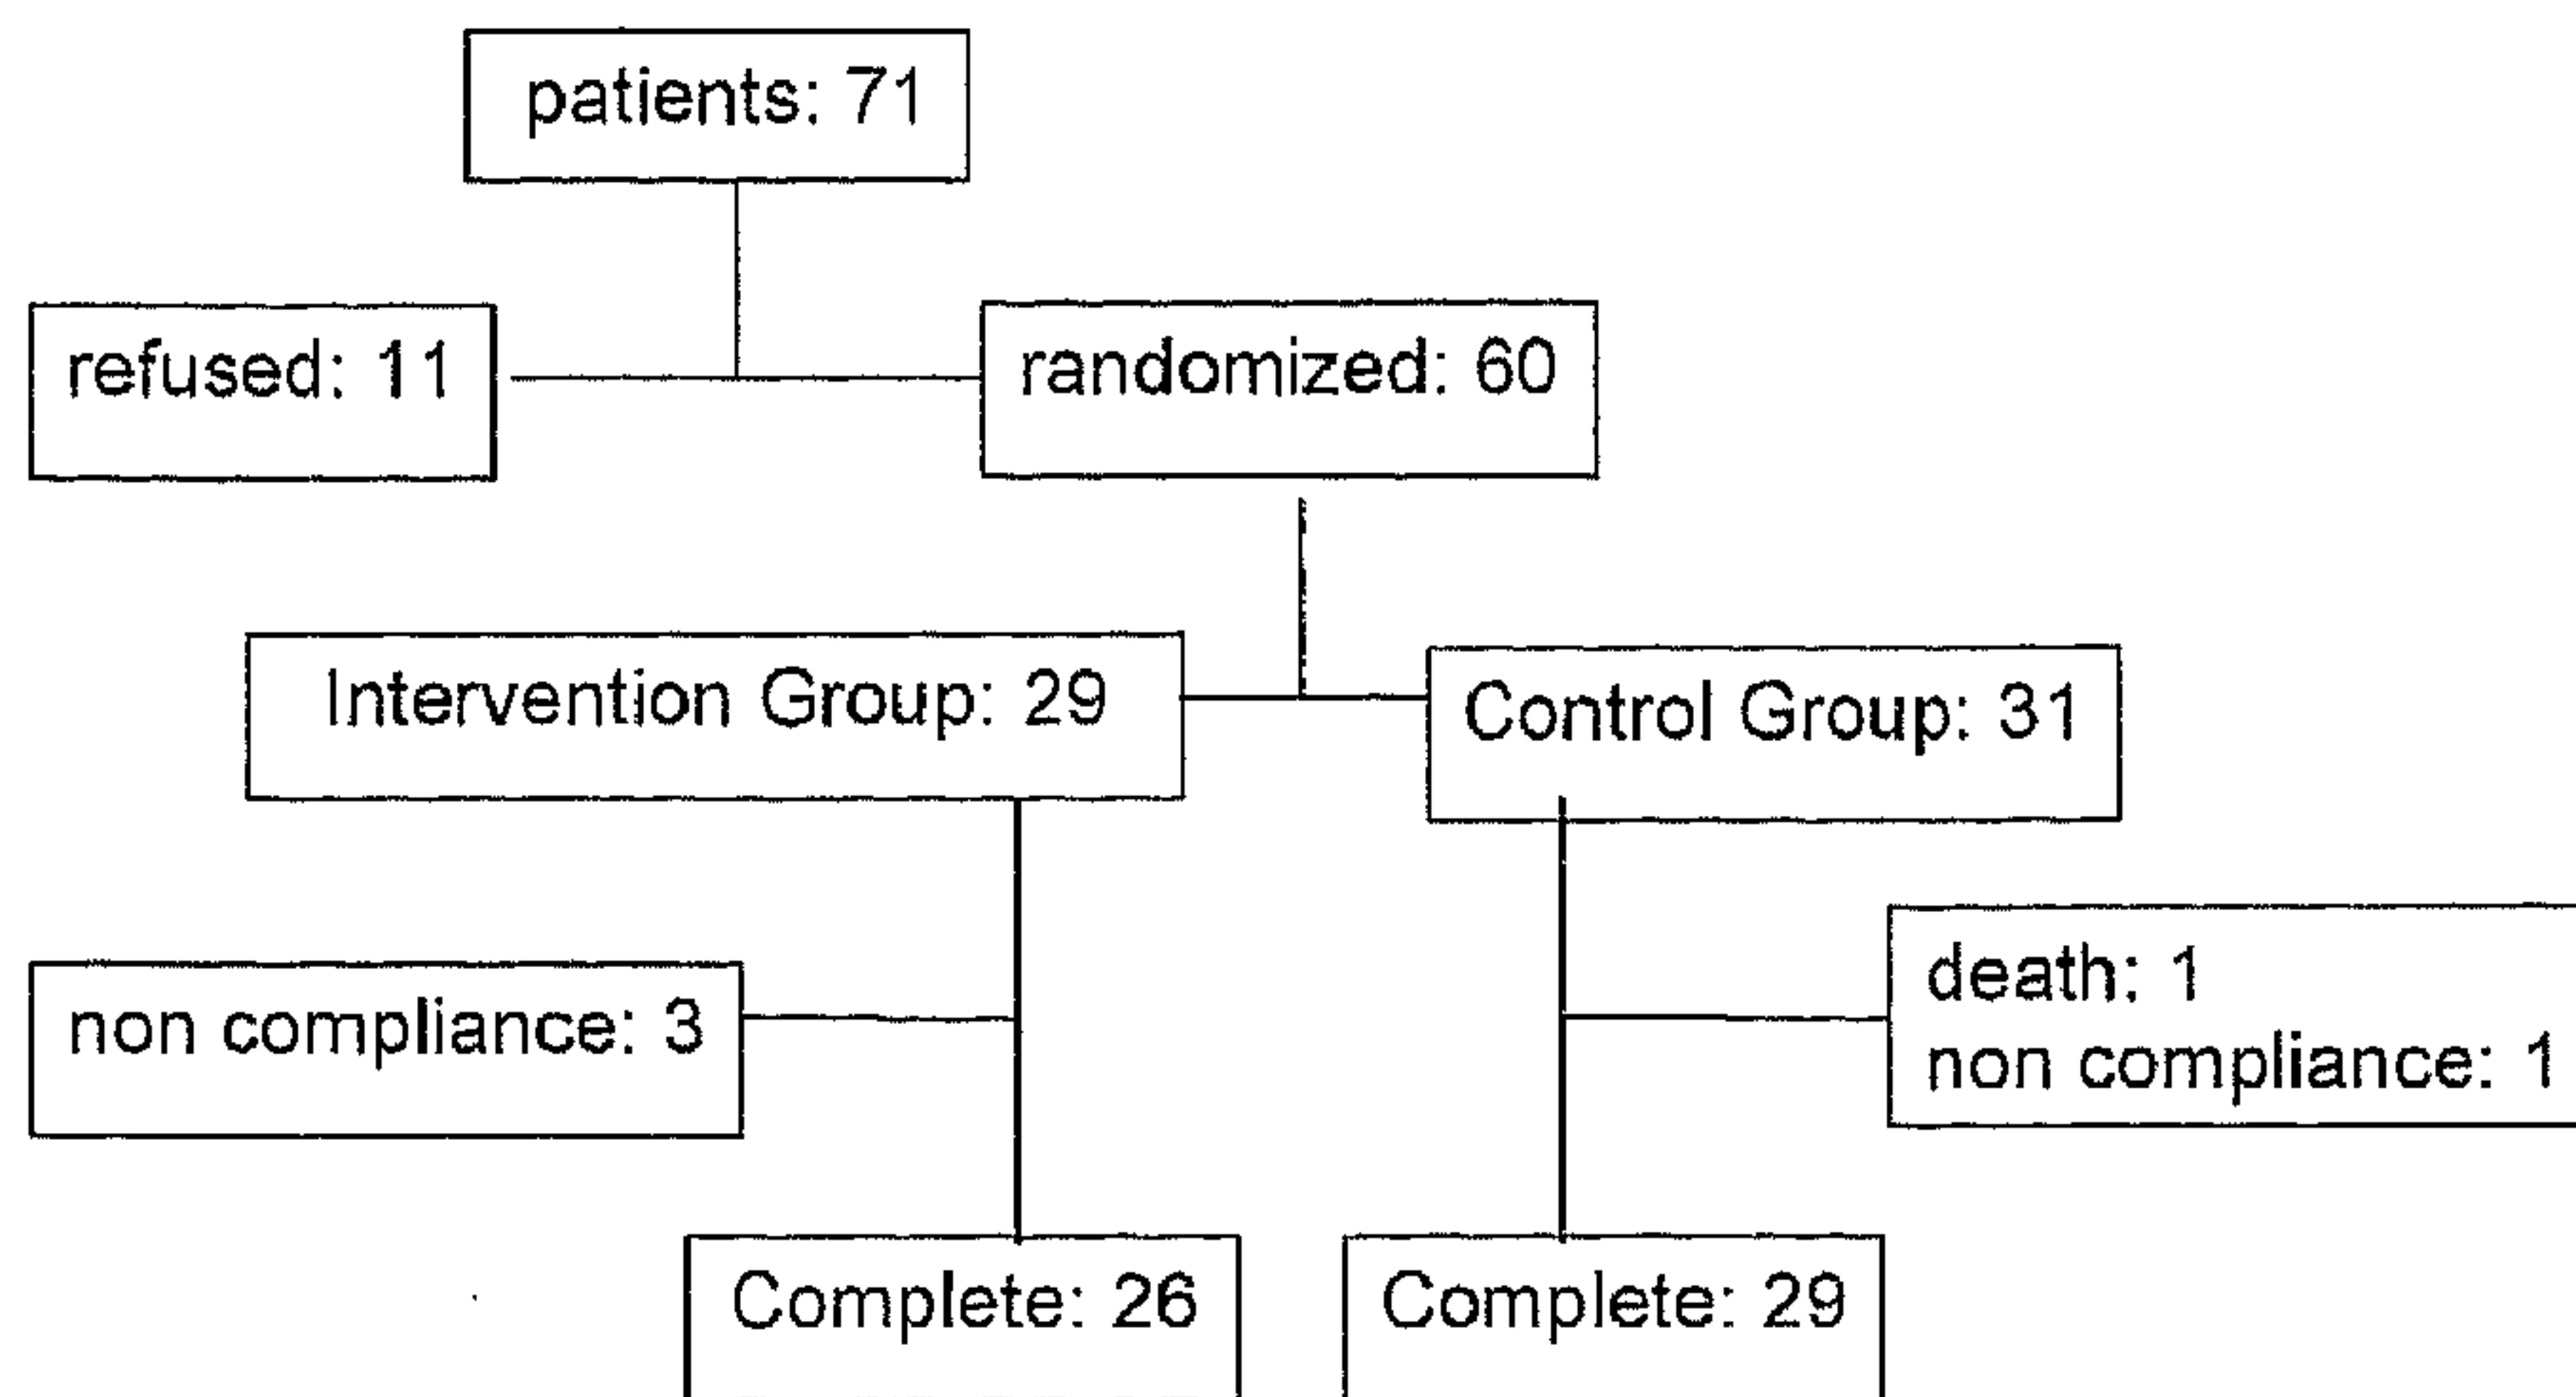 patients: 71
refused: 11
randomized: 60
Intervention Group: 29
Control Group: 31
non compliance: 3
death: 1
non compliance: 1
Complete: 26
Complete: 29